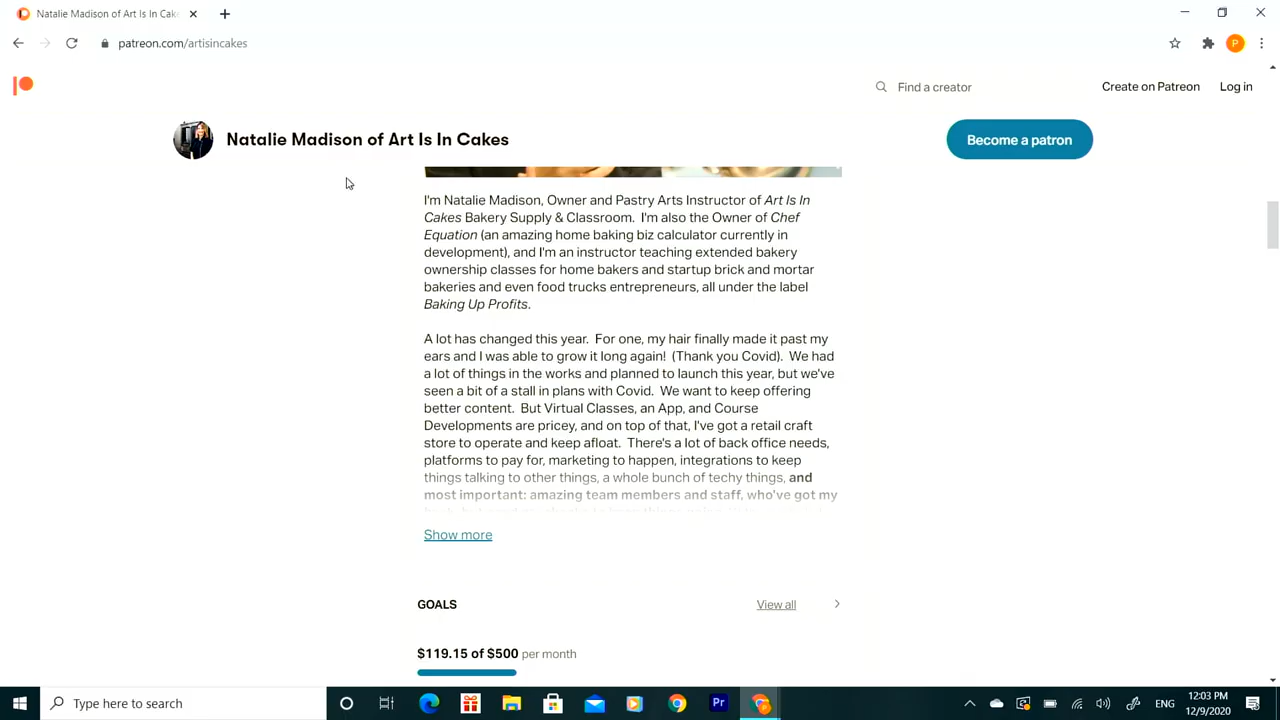 Natalie Madison of Art Is In Cak
patreon.com/artisincakes
P
Find a creator
Create on Patreon
Log in
Natalie Madison of Art Is In Cakes
Become a patron
I'm Natalie Madison, Owner and Pastry Arts Instructor of Art Is In
Cakes Bakery Supply & Classroom.  I'm also the Owner of Chef
Equation (an amazing home baking biz calculator currently in
development), and I'm an instructor teaching extended bakery
ownership classes for home bakers and startup brick and mortar
bakeries and even food trucks entrepreneurs, all under the label
Baking Up Profits.
A lot has changed this year.  For one, my hair finally made it past my
ears and I was able to grow it long again!  (Thank you Covid).  We had
a lot of things in the works and planned to launch this year, but we've
seen a bit of a stall in plans with Covid.  We want to keep offering
better content.  But Virtual Classes, an App, and Course
Developments are pricey, and on top of that, I've got a retail craft
store to operate and keep afloat.  There's a lot of back office needs,
platforms to pay for, marketing to happen, integrations to keep
things talking to other things, a whole bunch of techy things, and
most important: amazing team members and staff, who've got my
Show more
GOALS
View all
$119.15 of $500 per month
Type here to search
Pr
P
ENG
12:03 PM
12/9/2020